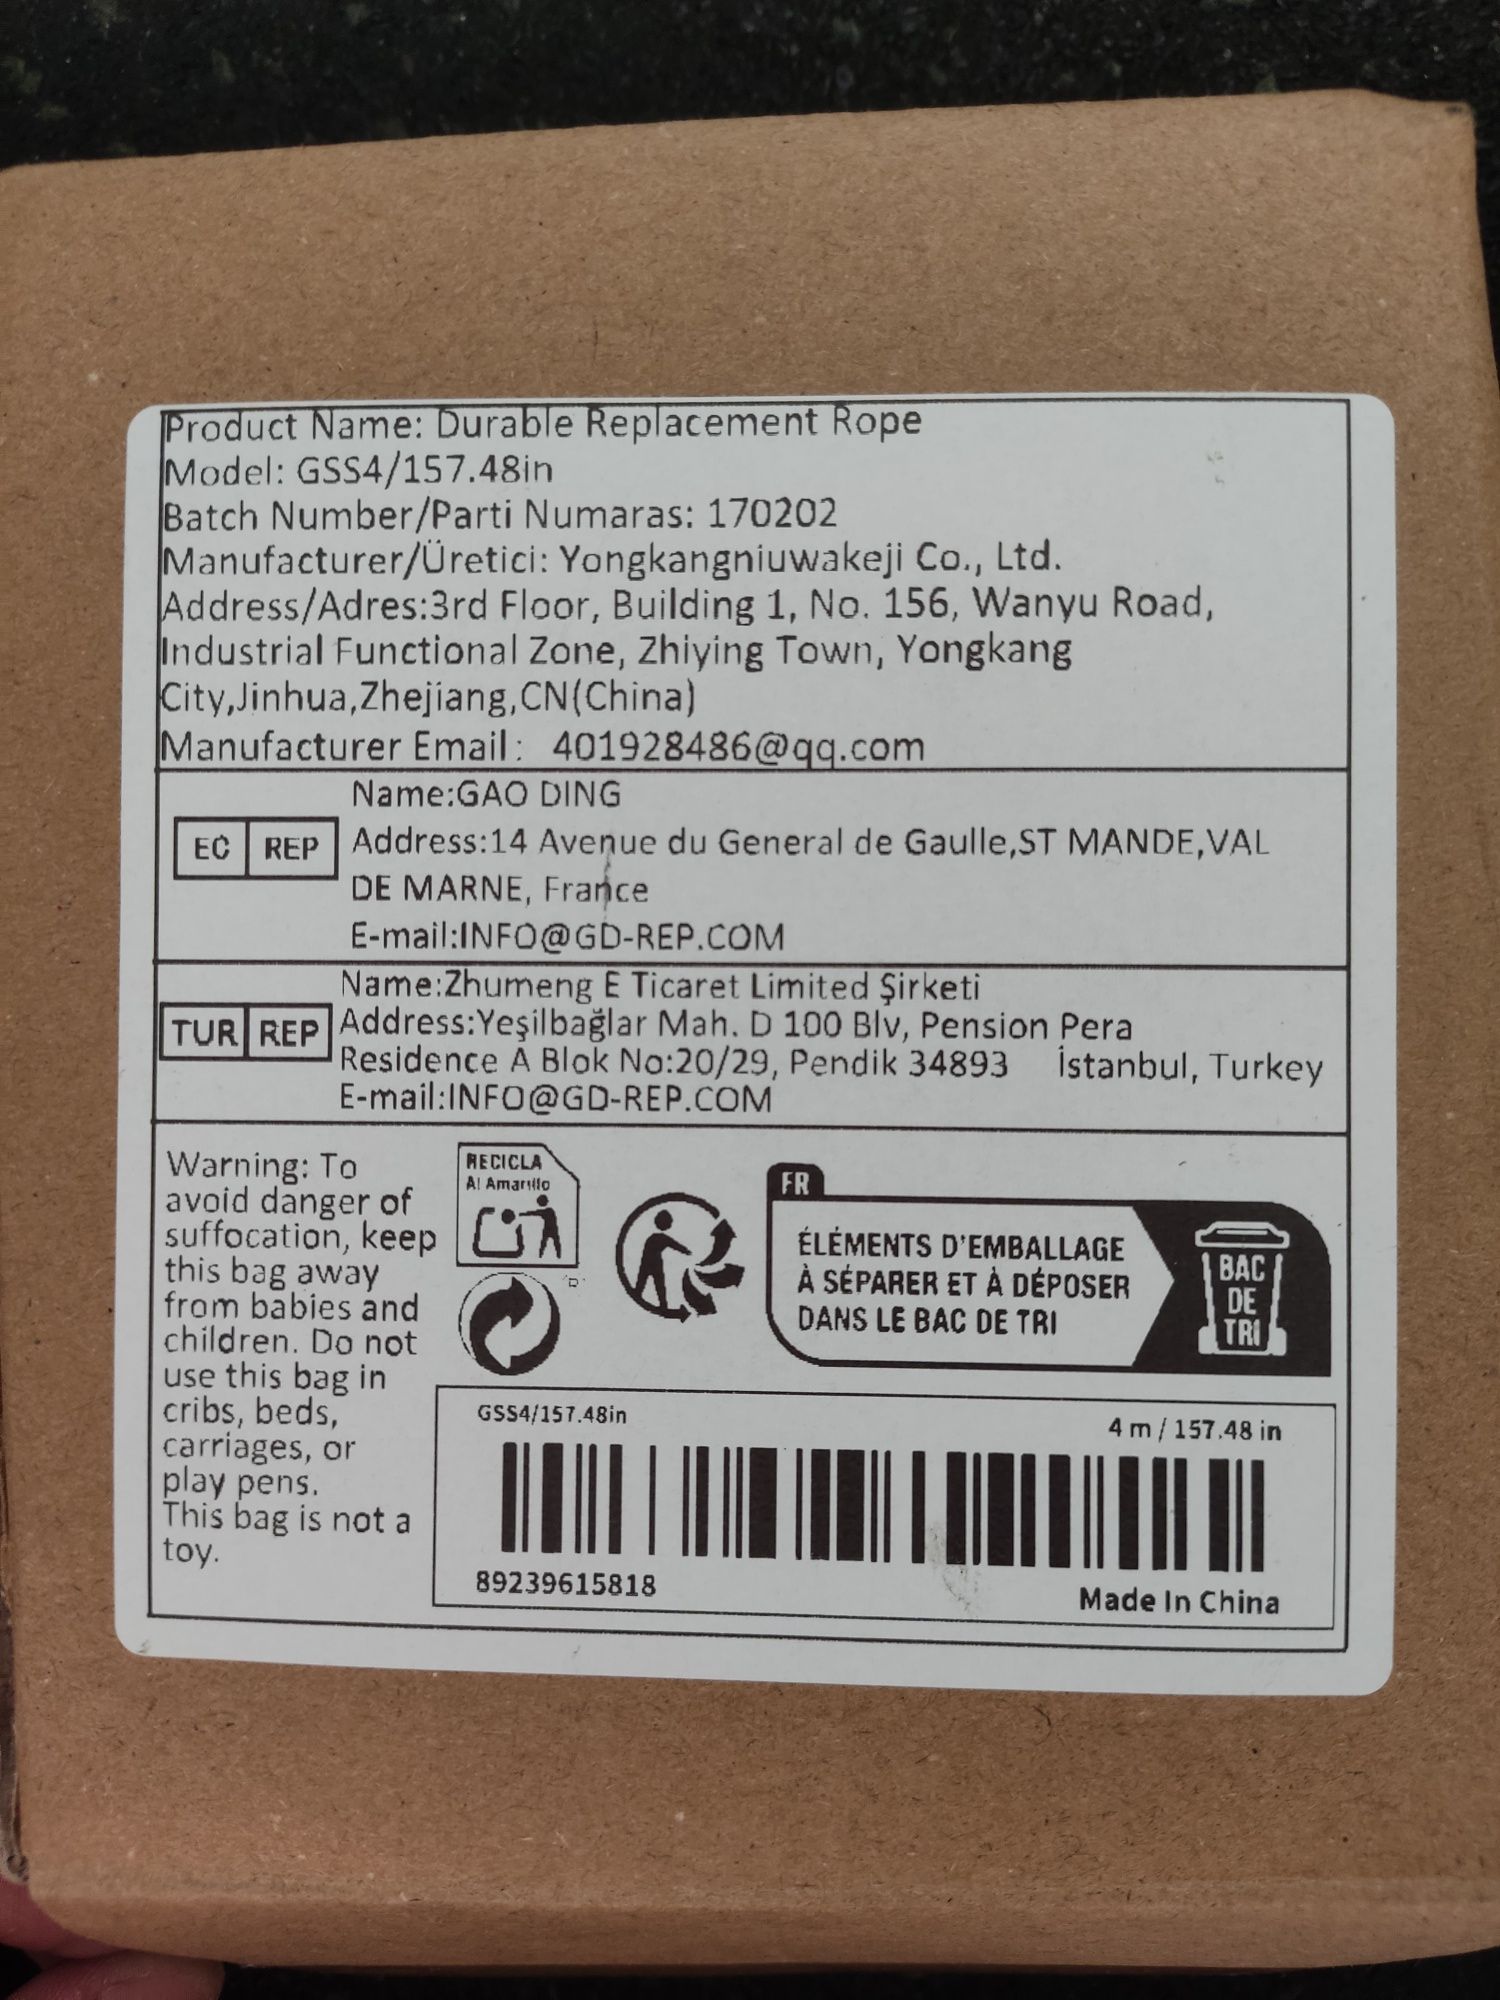 Product Name: Durable Replacement Rope
Model: GSS4/157.48in
Batch Number/Parti Numaras: 170202
Manufacturer/Üretici: Yongkangniuwakeji Co., Ltd.
Address/Adres:3rd Floor, Building 1, No. 156, Wanyu Road,
Industrial Functional Zone, Zhiying Town, Yongkang
City,Jinhua,Zhejiang,CN(China)
Manufacturer Email: 401928486@qq.com
EC REP
Name:GAO DING
Address:14 Avenue du General de Gaulle,ST MANDE,VAL
DE MARNE, France
E-mail:INFO@GD-REP.COM
TUR REP
Name:Zhumeng E Ticaret Limited Şirketi
Address:Yeşilbağlar Mah. D 100 Blv, Pension Pera
Residence A Blok No:20/29, Pendik 34893 İstanbul, Turkey
E-mail:INFO@GD-REP.COM
Warning: To
avoid danger of
suffocation, keep
this bag away
from babies and
children. Do not
use this bag in
cribs, beds,
carriages, or
play pens.
This bag is not a
toy.
RECICLA
Al Amarillo
FR
ÉLÉMENTS D'EMBALLAGE
À SÉPARER ET À DÉPOSER
DANS LE BAC DE TRI
BAC
DE
TRI
GSS4/157.48in
4 m / 157.48 in
89239615818
Made In China